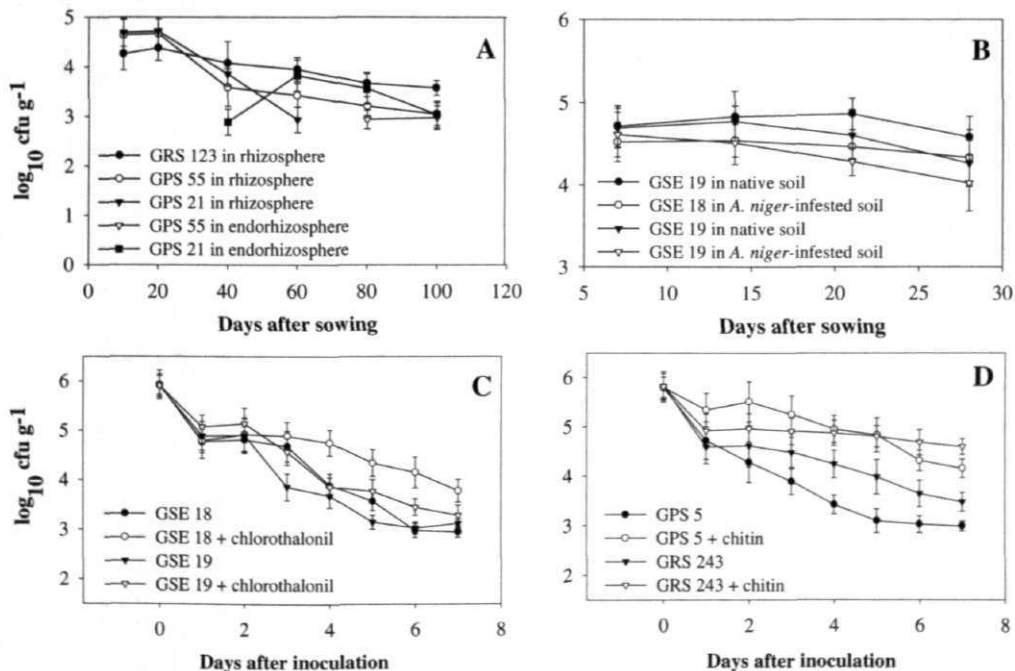 A
log10 cfu g-1
5
4
3
2
1
0
GRS 123 in rhizosphere
GPS 55 in rhizosphere
GPS 21 in rhizosphere
GPS 55 in endorhizosphere
GPS 21 in endorhizosphere
0 20 40 60 80 100 120
Days after sowing
B
6
5
4
3
GSE 19 in native soil
GSE 18 in A. niger-infested soil
GSE 19 in native soil
GSE 19 in A. niger-infested soil
5 10 15 20 25 30
Days after sowing
C
log10 cfu g-1
6
5
4
3
2
GSE 18
GSE 18 + chlorothalonil
GSE 19
GSE 19 + chlorothalonil
0 2 4 6 8
Days after inoculation
D
6
5
4
3
2
GPS 5
GPS 5 + chitin
GRS 243
GRS 243 + chitin
0 2 4 6 8
Days after inoculation